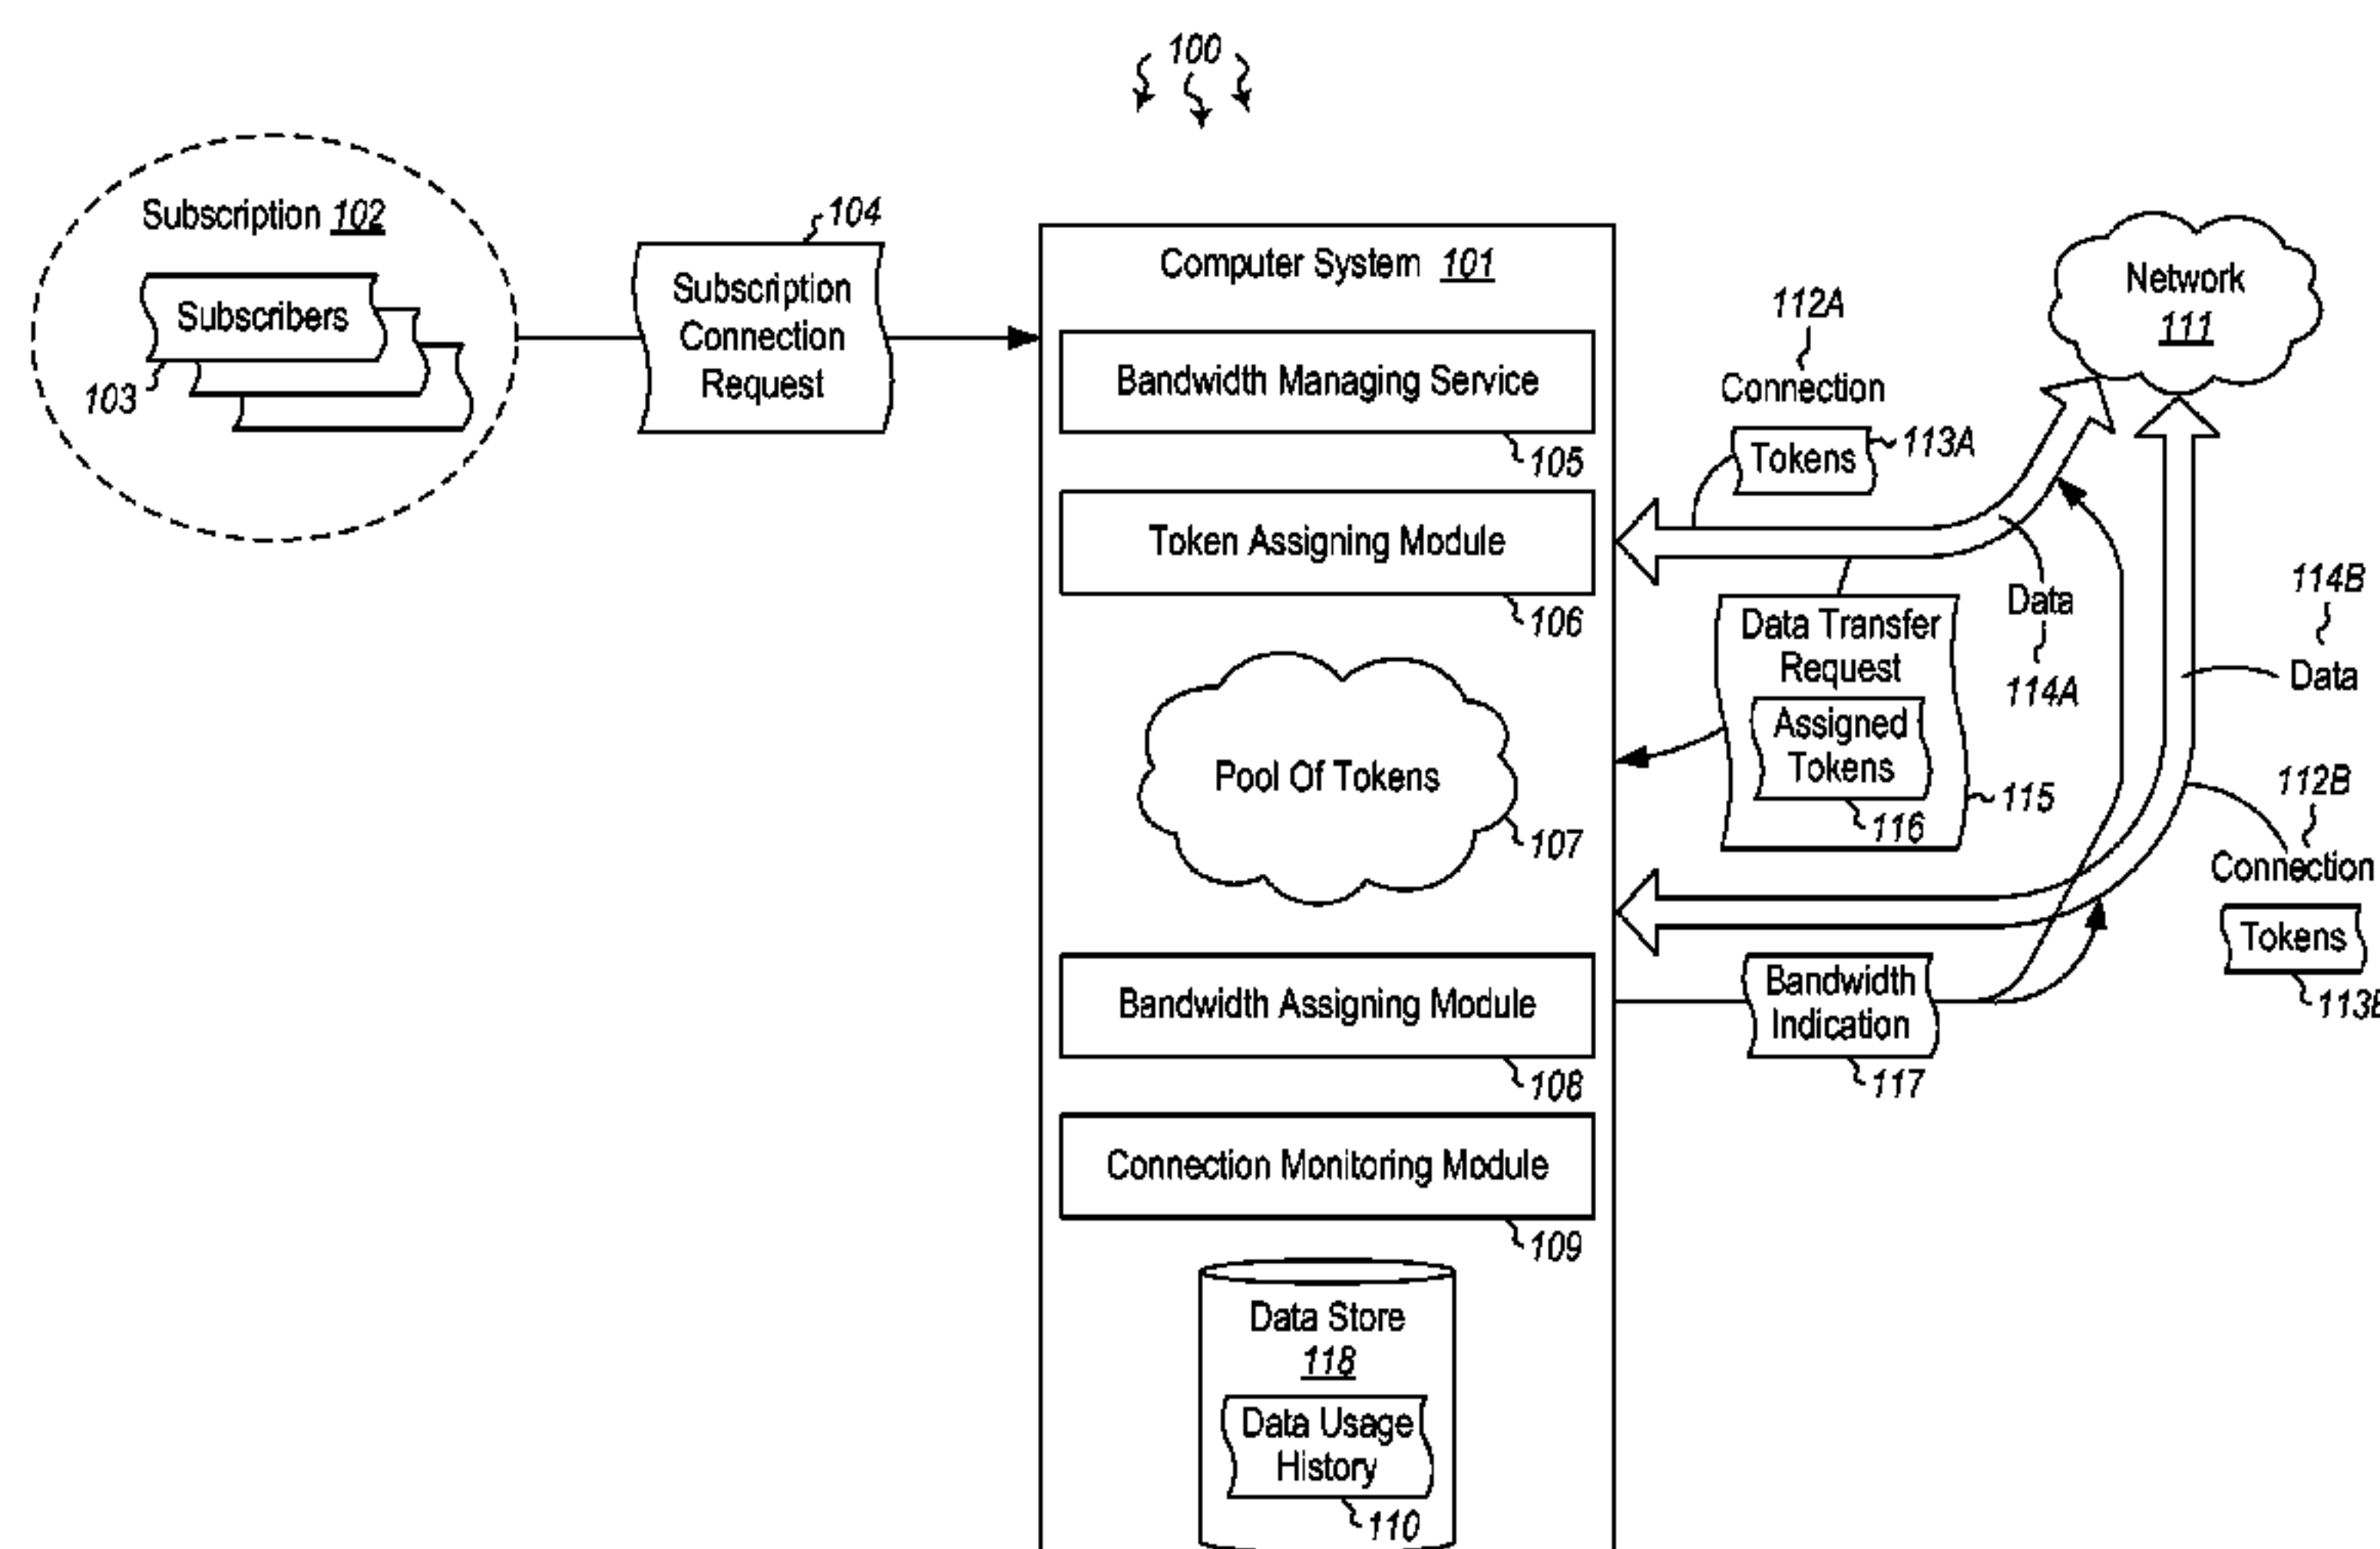 100
Subscription 102
Subscribers
103
104
Subscription
Connection
Request
Computer System 101
Bandwidth Managing Service
105
Token Assigning Module
106
Pool Of Tokens
107
Bandwidth Assigning Module
108
Connection Monitoring Module
109
Data Store
118
Data Usage
History
110
Network
111
112A
Connection
Tokens
113A
Data
114A
114B
Data
Data Transfer
Request
Assigned
Tokens
116
115
112B
Connection
Tokens
113B
Bandwidth
Indication
117